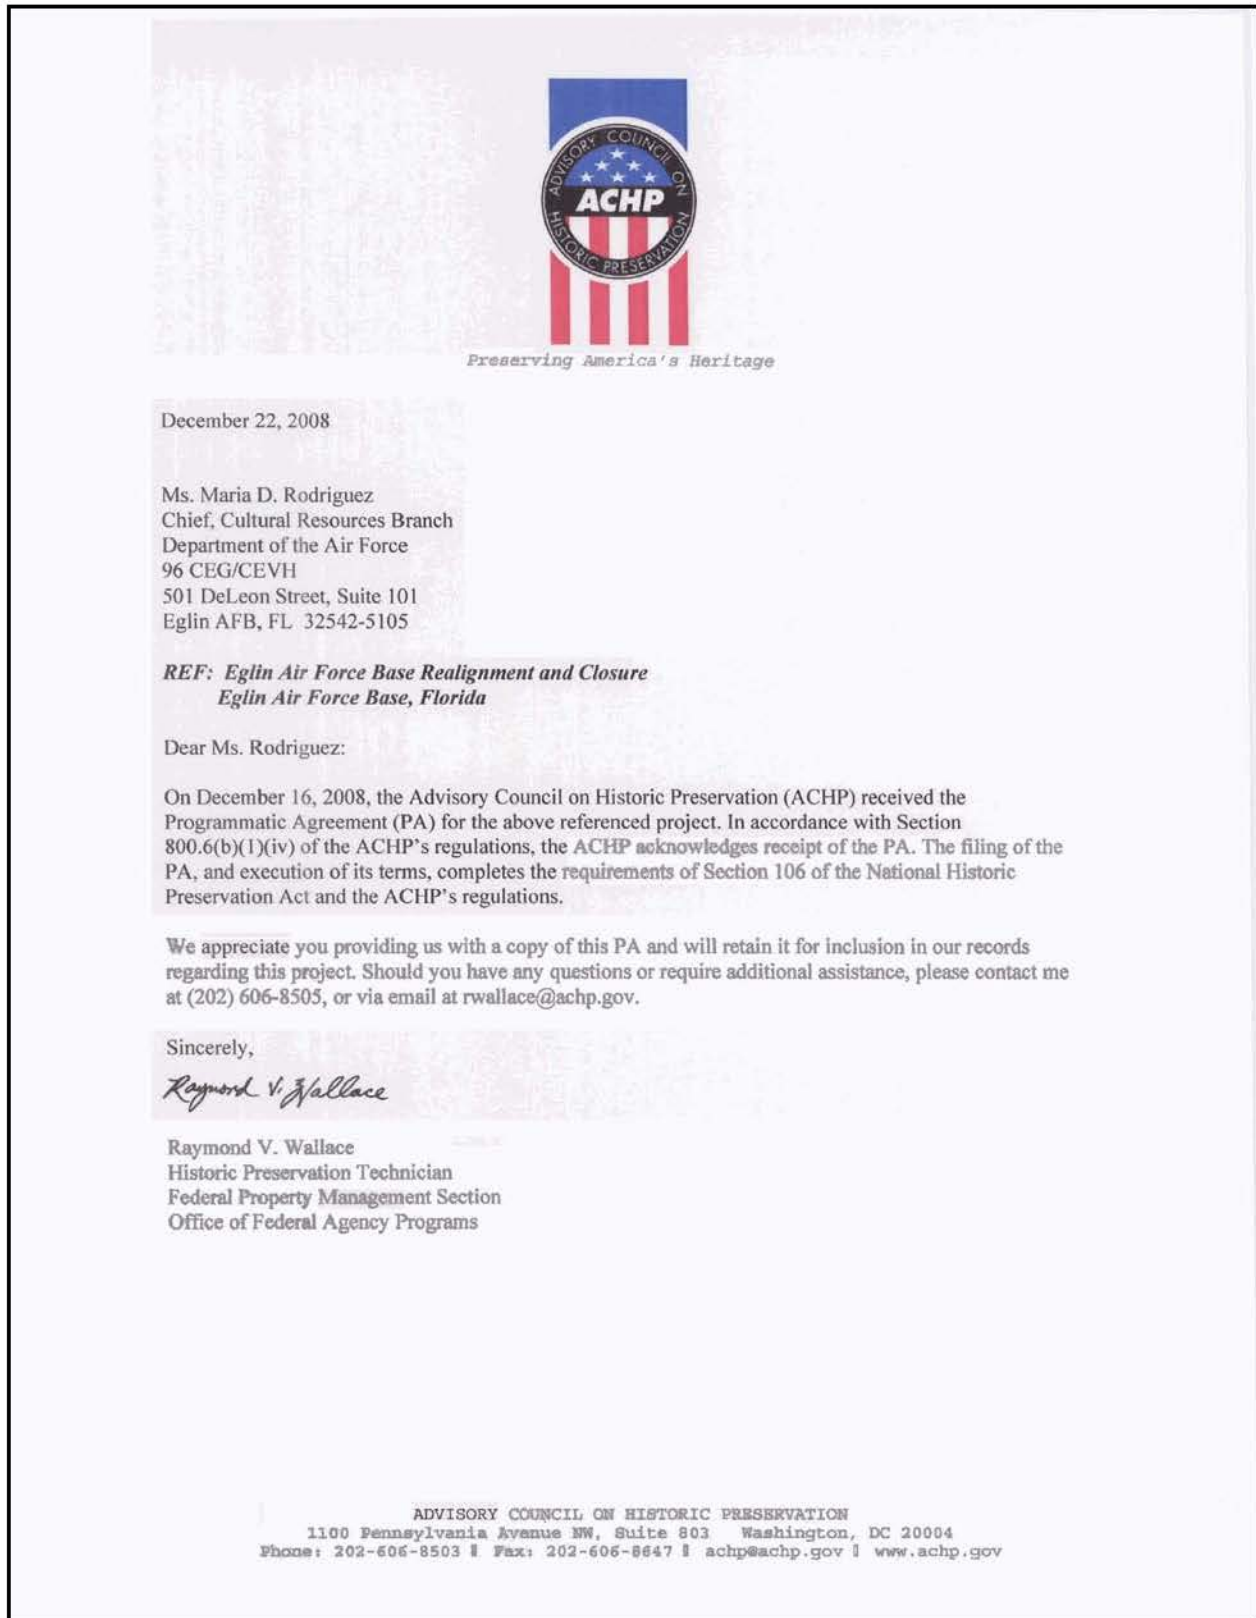 ADVISORY COUNCIL ON
ACHP
HISTORIC PRESERVATION
Preserving America's Heritage
December 22, 2008
Ms. Maria D. Rodriguez
Chief, Cultural Resources Branch
Department of the Air Force
96 CEG/CEVH
501 DeLeon Street, Suite 101
Eglin AFB, FL 32542-5105
REF: Eglin Air Force Base Realignment and Closure
Eglin Air Force Base, Florida
Dear Ms. Rodriguez:
On December 16, 2008, the Advisory Council on Historic Preservation (ACHP) received the
Programmatic Agreement (PA) for the above referenced project. In accordance with Section
800.6(b)(1)(iv) of the ACHP's regulations, the ACHP acknowledges receipt of the PA. The filing of the
PA, and execution of its terms, completes the requirements of Section 106 of the National Historic
Preservation Act and the ACHP's regulations.
We appreciate you providing us with a copy of this PA and will retain it for inclusion in our records
regarding this project. Should you have any questions or require additional assistance, please contact me
at (202) 606-8505, or via email at rwallace@achp.gov.
Sincerely,
Raymond V. Wallace
Raymond V. Wallace
Historic Preservation Technician
Federal Property Management Section
Office of Federal Agency Programs
ADVISORY COUNCIL ON HISTORIC PRESERVATION
1100 Pennsylvania Avenue NW, Suite 803 Washington, DC 20004
Phone: 202-606-8503 | Fax: 202-606-8647 | achp@achp.gov | www.achp.gov